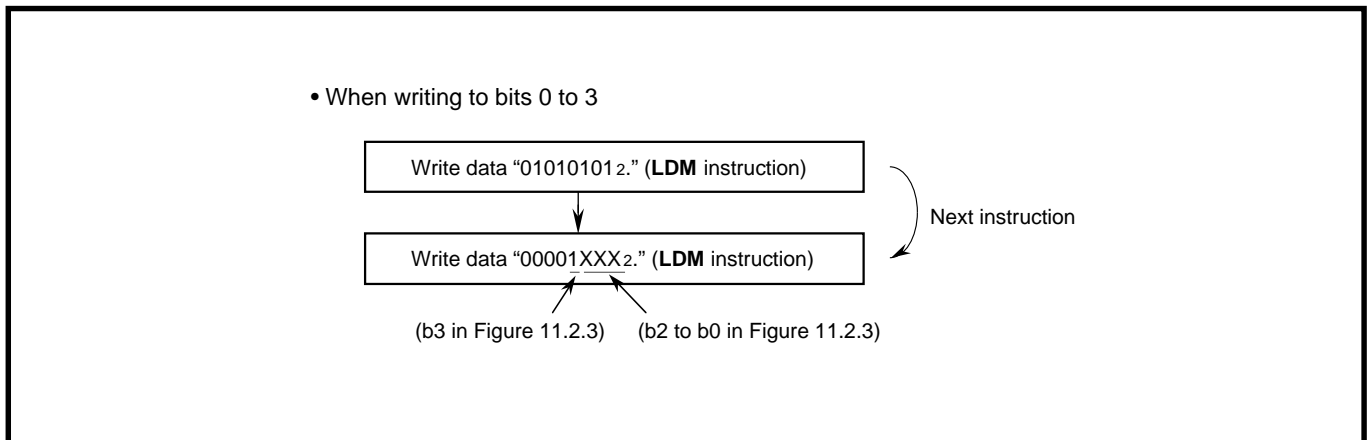 • When writing to bits 0 to 3
Write data “01010101₂.” (LDM instruction)
Next instruction
Write data “00001XXX₂.” (LDM instruction)
(b3 in Figure 11.2.3) (b2 to b0 in Figure 11.2.3)